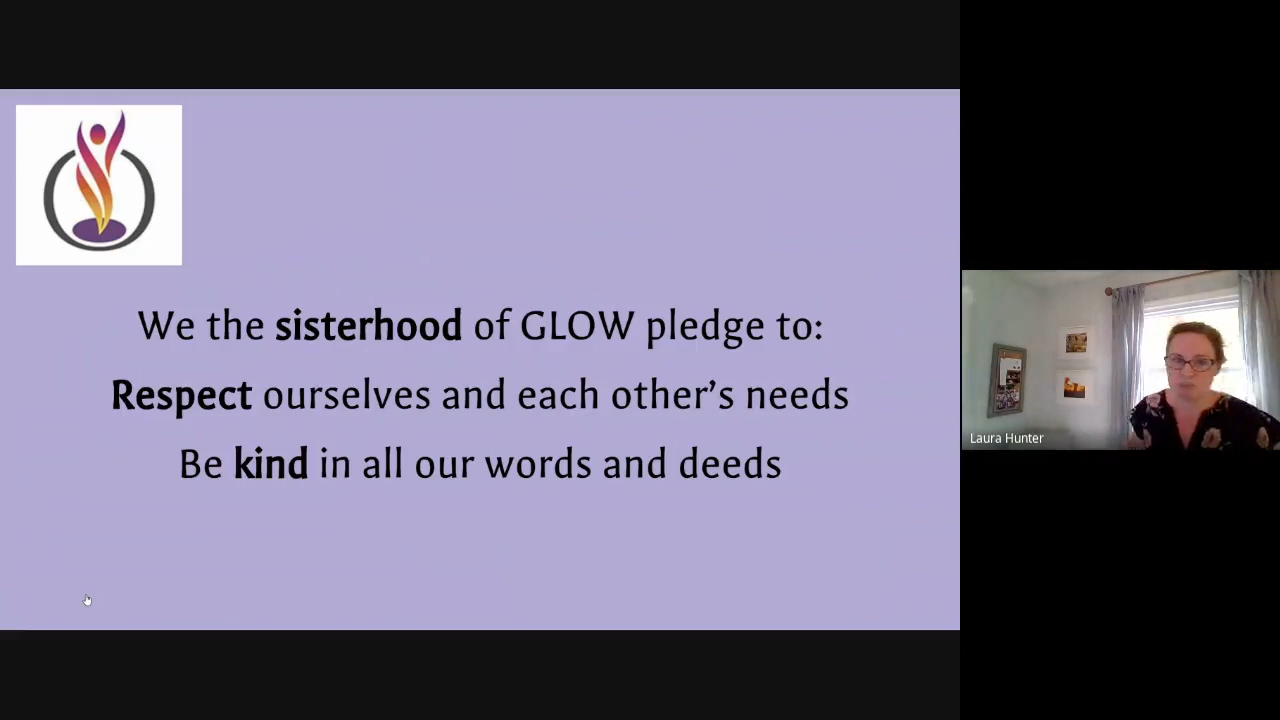 We the sisterhood of GLOW pledge to:
Respect ourselves and each other’s needs
Be kind in all our words and deeds
Laura Hunter